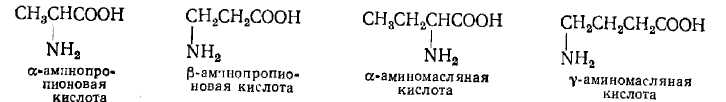 CH₃CHCOOH
NH₂
α-аминопро-
пионовая
кислота
CH₂CH₂COOH
NH₂
β-аминопропио-
новая кислота
CH₃CH₂CHCOOH
NH₂
α-аминомасляная
кислота
CH₂CH₂CH₂COOH
NH₂
γ-аминомасляная
кислота